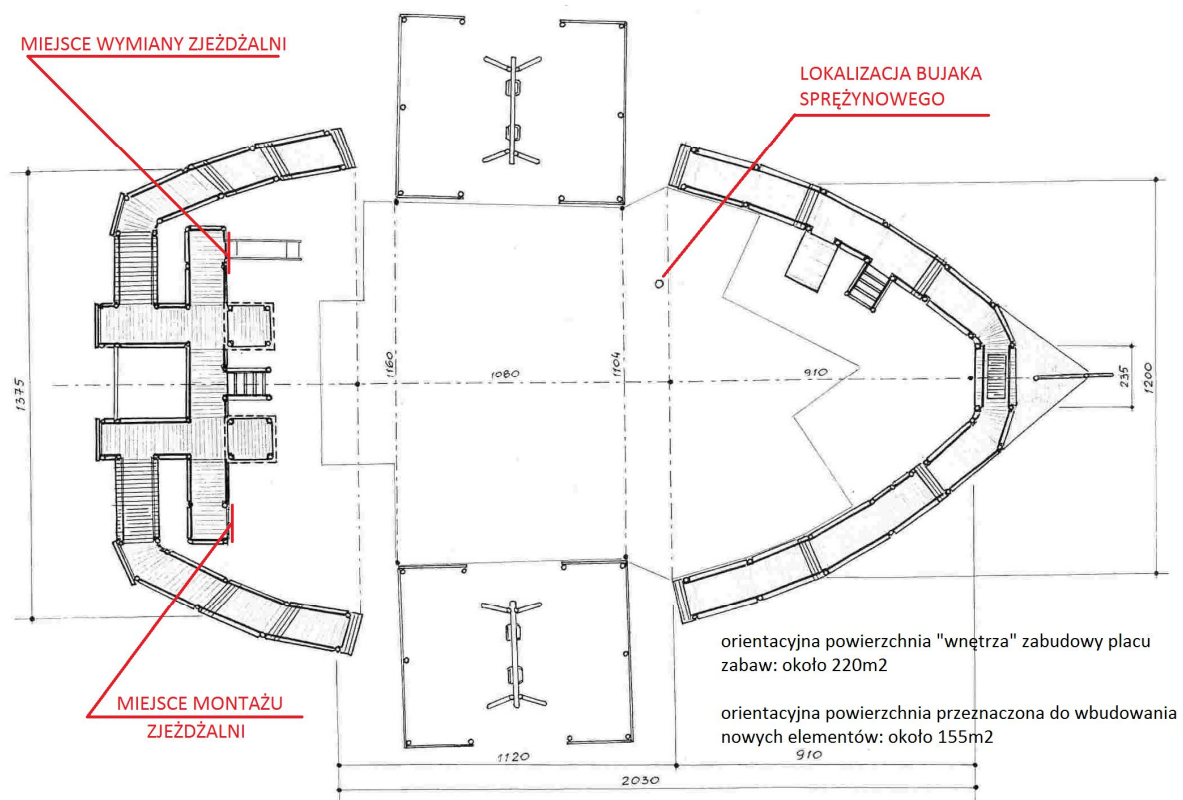 MIEJSCE WYMIANY ZJEŻDŻALNI
LOKALIZACJA BUJAKA
SPRĘŻYNOWEGO
1375
1160
1080
1104
910
235
1200
orientacyjna powierzchnia "wnętrza" zabudowy placu
zabaw: około 220m2
orientacyjna powierzchnia przeznaczona do wbudowania
nowych elementów: około 155m2
MIEJSCE MONTAŻU
ZJEŻDŻALNI
1120
910
2030